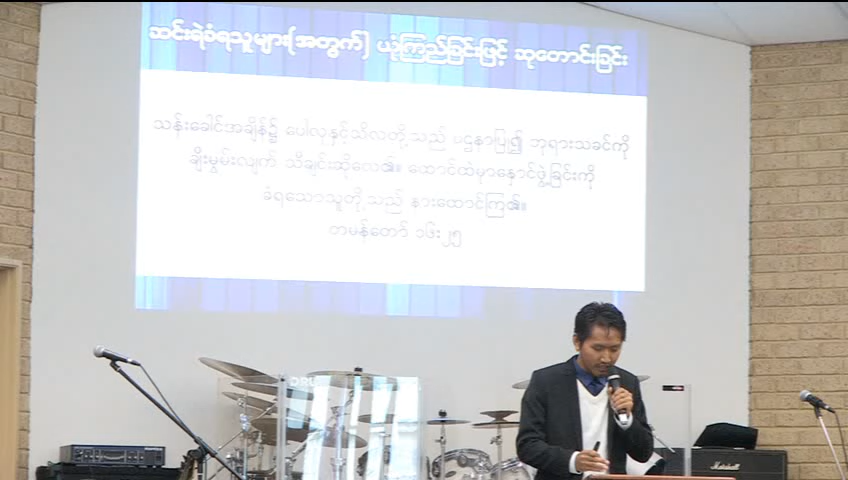 ဆင်းရဲခံရသူများ(အတွက်) ယုံကြည်ခြင်းဖြင့် ဆုတောင်းခြင်း
သန်းခေါင်အချိန်၌ ပေါလုနှင့်သိလတို့သည် ပဌနာပြု၍ ဘုရားသခင်ကို
ချီးမွမ်းလျက် သီချင်းဆိုလေ၏။ ထောင်ထဲမှာနှောင်ဖွဲ့ခြင်းကို
ခံရသောသူတို့သည် နားထောင်ကြ၏။
တမန်တော် ၁၆း၂၅
Marshall